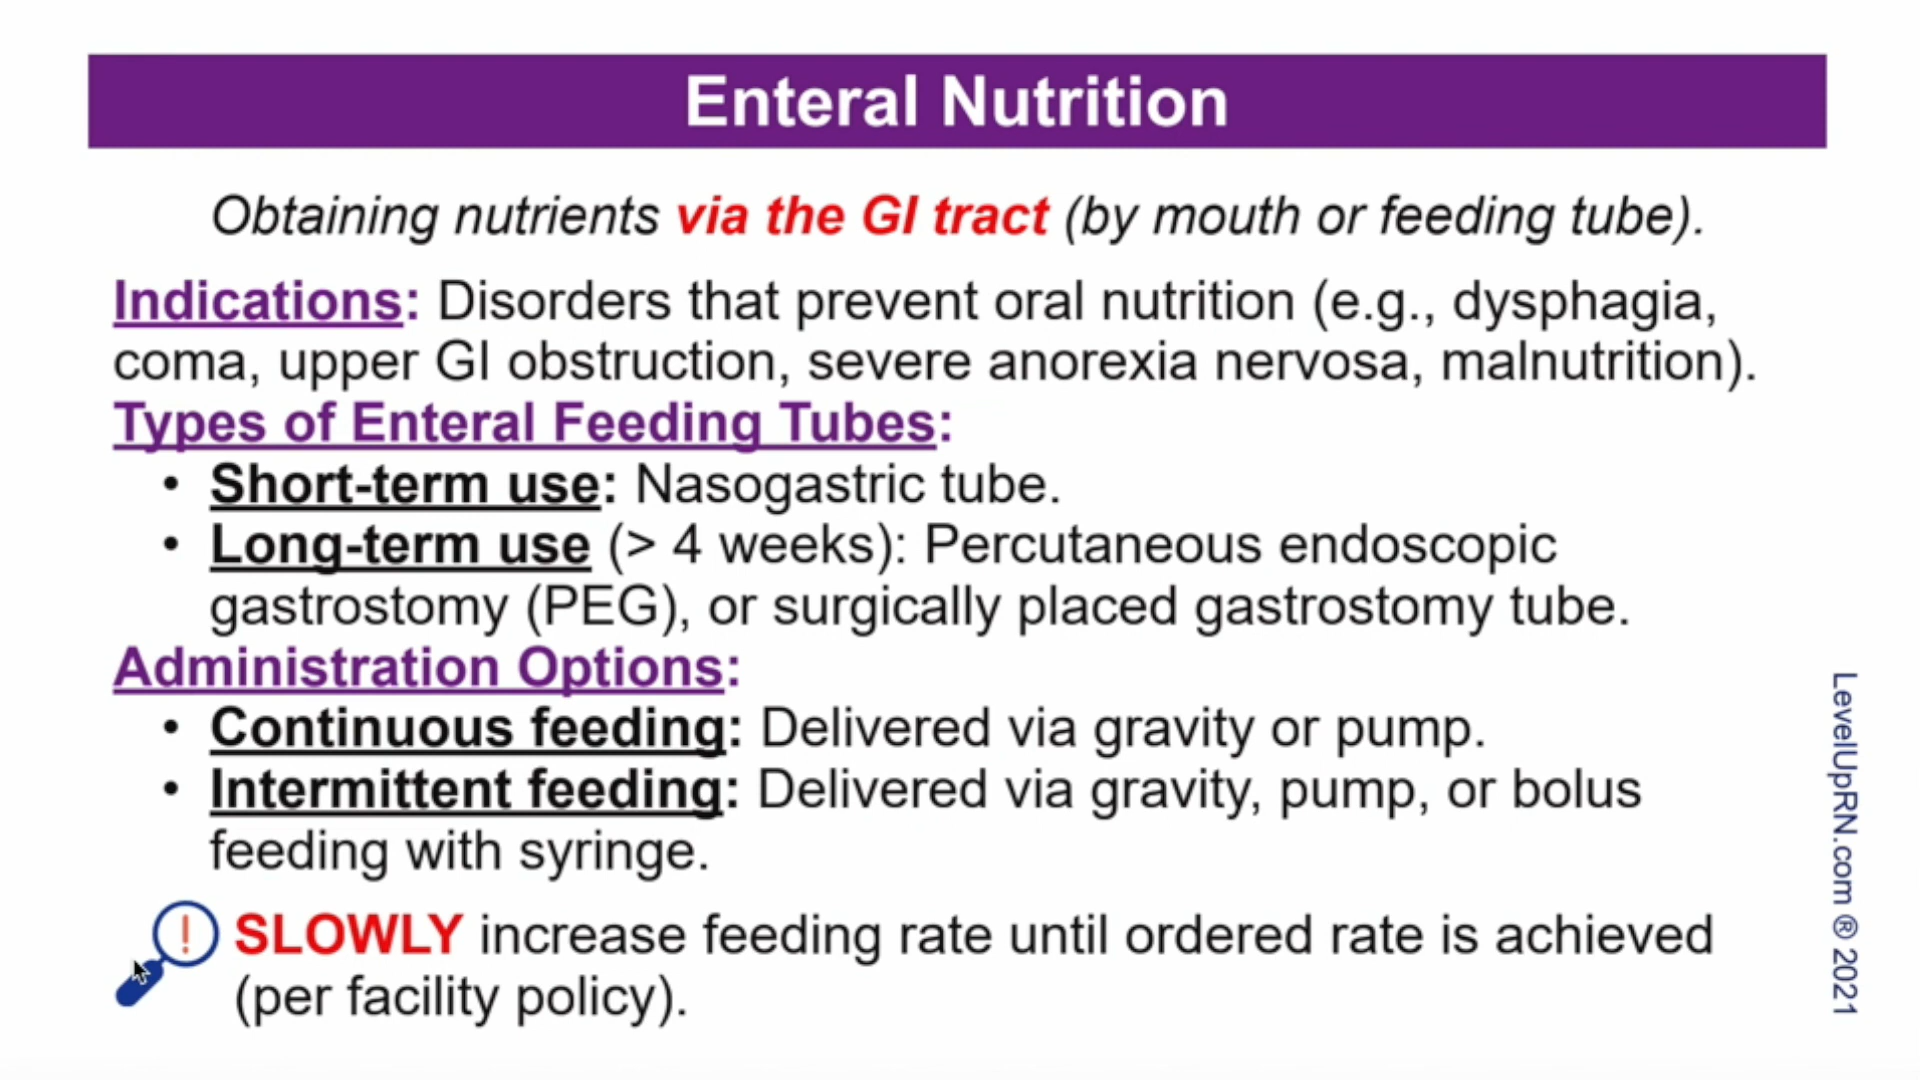 Enteral Nutrition
Obtaining nutrients via the GI tract (by mouth or feeding tube).
Indications: Disorders that prevent oral nutrition (e.g., dysphagia,
coma, upper GI obstruction, severe anorexia nervosa, malnutrition).
Types of Enteral Feeding Tubes:
• Short-term use: Nasogastric tube.
• Long-term use (> 4 weeks): Percutaneous endoscopic
gastrostomy (PEG), or surgically placed gastrostomy tube.
Administration Options:
• Continuous feeding: Delivered via gravity or pump.
• Intermittent feeding: Delivered via gravity, pump, or bolus
feeding with syringe.
! SLOWLY increase feeding rate until ordered rate is achieved
(per facility policy).
LevelUpRN.com ® 2021